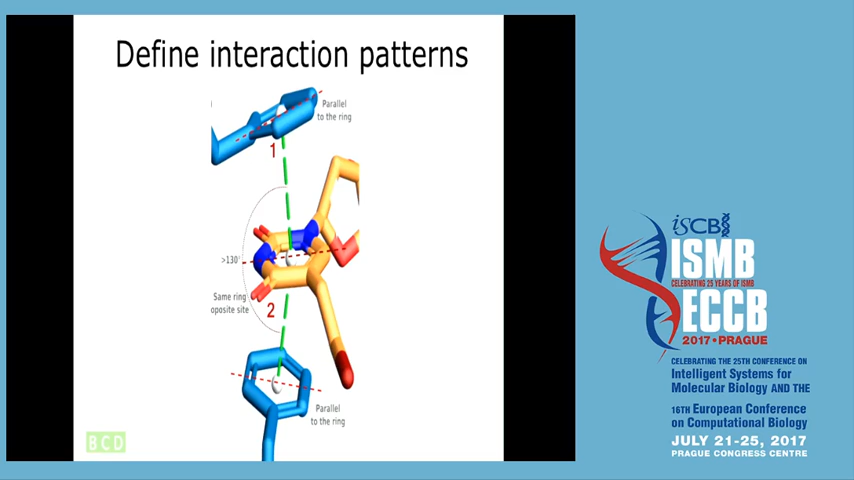 Define interaction patterns
Parallel
to the ring
1
>130°
Same ring
oposite site
2
Parallel
to the ring
BCD
iSCB
ISMB
CELEBRATING 25 YEARS OF ISMB
ECCB
2017 • PRAGUE
CELEBRATING THE 25TH CONFERENCE ON
Intelligent Systems for
Molecular Biology AND THE
16TH European Conference
on Computational Biology
JULY 21-25, 2017
PRAGUE CONGRESS CENTRE